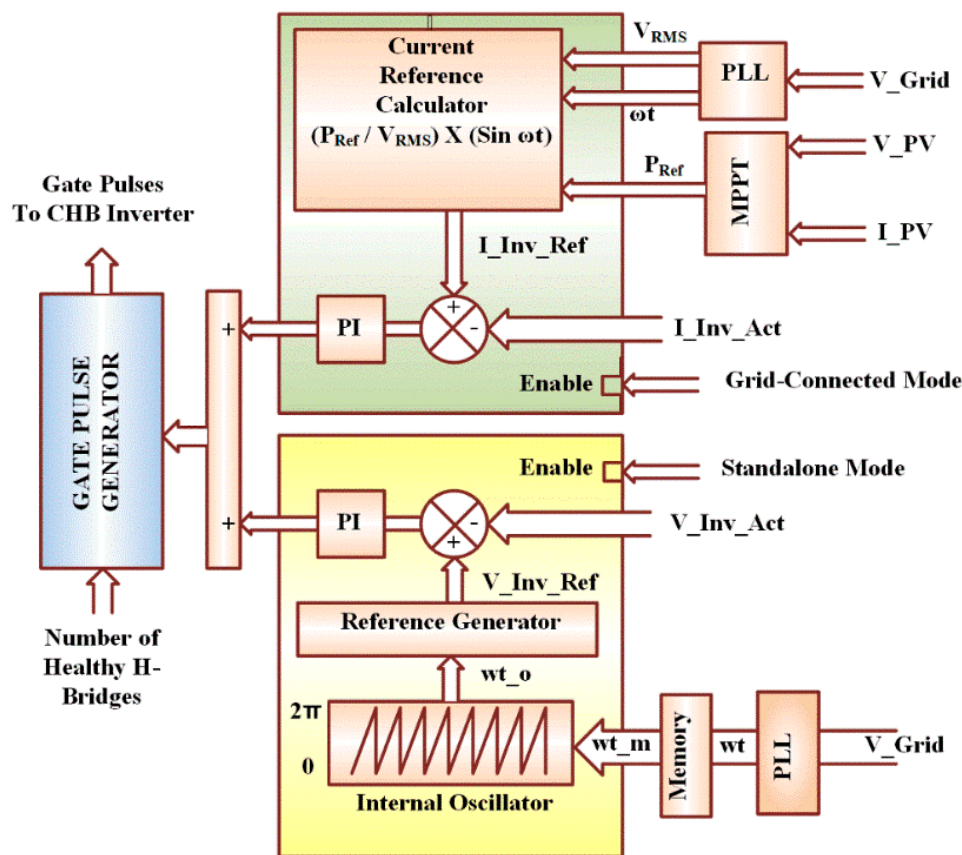 Current
Reference
Calculator
(P_Ref / V_RMS) X (Sin ωt)
V_RMS
ωt
PLL
V_Grid
P_Ref
MPPT
V_PV
I_PV
Gate Pulses
To CHB Inverter
I_Inv_Ref
+
-
PI
+
I_Inv_Act
Enable
Grid-Connected Mode
GATE PULSE
GENERATOR
Enable
Standalone Mode
+
PI
-
+
V_Inv_Act
V_Inv_Ref
Reference Generator
Number of
Healthy H-
Bridges
wt_o
2π
0
Internal Oscillator
wt_m
Memory
wt
PLL
V_Grid